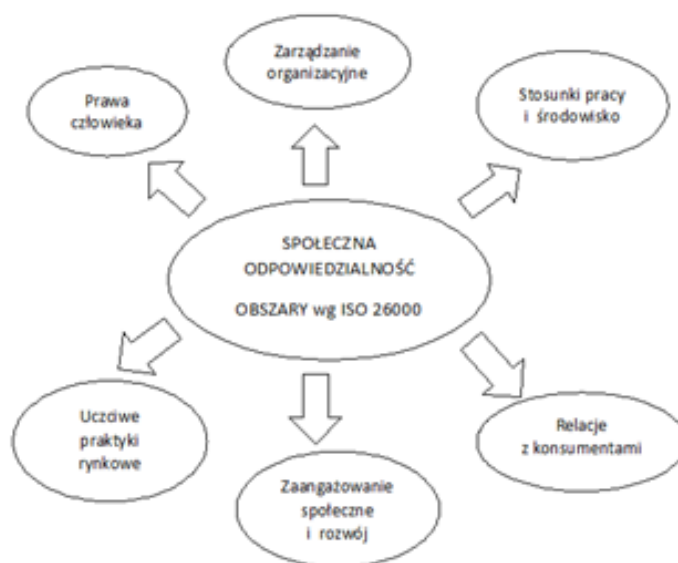 Zarządzanie
organizacyjne
Prawa
człowieka
Stosunki pracy
i środowisko
SPOŁECZNA
ODPOWIEDZIALNOŚĆ
OBSZARY wg ISO 26000
Uczciwe
praktyki
rynkowe
Relacje
z konsumentami
Zaangażowanie
społeczne
i rozwój